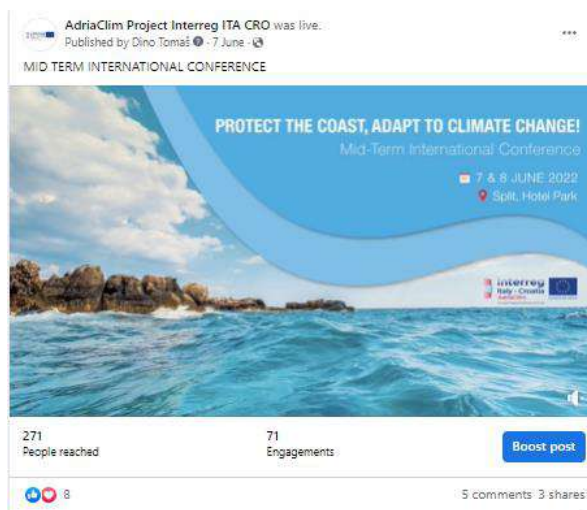 AdriaClim Project Interreg ITA CRO was live.
Published by Dino Tomaš · 7 June ·
MID TERM INTERNATIONAL CONFERENCE
PROTECT THE COAST, ADAPT TO CLIMATE CHANGE!
Mid-Term International Conference
7 & 8 JUNE 2022
Split, Hotel Park
Interreg
Italy - Croatia
AdriaClim
271
People reached
71
Engagements
Boost post
8
5 comments 3 shares